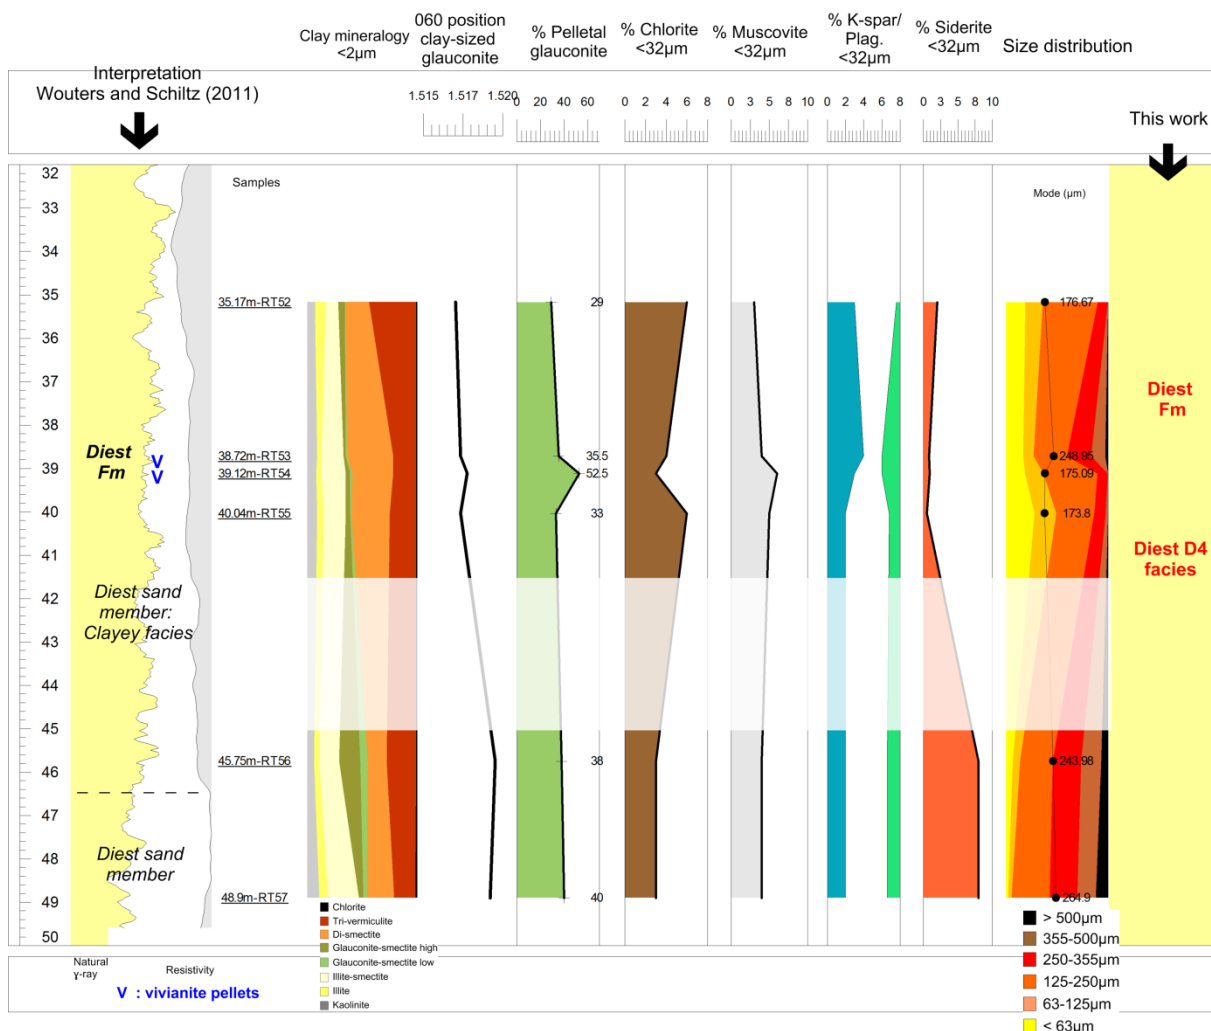 Interpretation
Wouters and Schiltz (2011)
Clay mineralogy
<2µm
060 position
clay-sized
glauconite
% Pelletal
glauconite
% Chlorite
<32µm
% Muscovite
<32µm
% K-spar/
Plag.
<32µm
% Siderite
<32µm
Size distribution
This work
1.515 1.517 1.520
0 20 40 60
0 2 4 6 8
0 3 5 8 10
0 2 4 6 8
0 3 5 8 10
Samples
Mode (µm)
32
33
34
35
36
37
38
39
40
41
42
43
44
45
46
47
48
49
50
Diest
Fm
V
V
Diest sand
member:
Clayey facies
Diest sand
member
35.17m-RT52
38.72m-RT53
39.12m-RT54
40.04m-RT55
45.75m-RT56
48.9m-RT57
29
35.5
52.5
33
38
40
176.67
248.95
175.09
173.8
243.98
264.9
Diest
Fm
Diest D4
facies
Chlorite
Tri-vermiculite
Di-smectite
Glauconite-smectite high
Glauconite-smectite low
Illite-smectite
Illite
Kaolinite
> 500µm
355-500µm
250-355µm
125-250µm
63-125µm
< 63µm
Natural
γ-ray
Resistivity
V : vivianite pellets